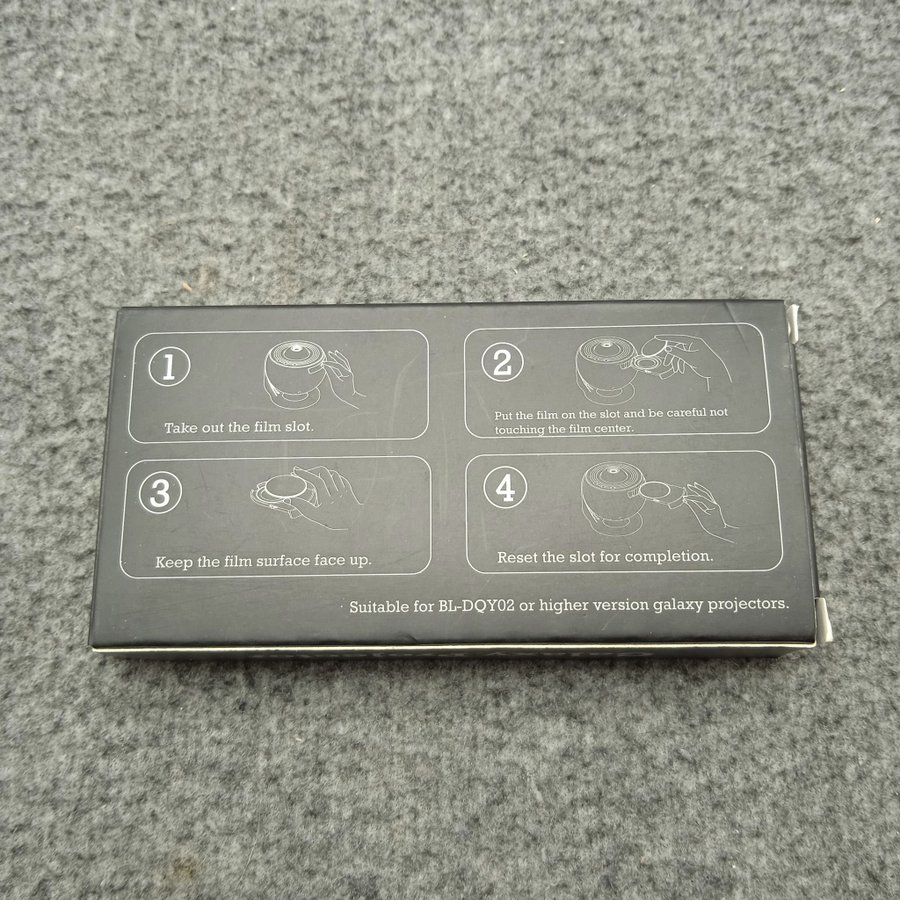 1
Take out the film slot.
2
Put the film on the slot and be careful not
touching the film center.
3
Keep the film surface face up.
4
Reset the slot for completion.
Suitable for BL-DQY02 or higher version galaxy projectors.